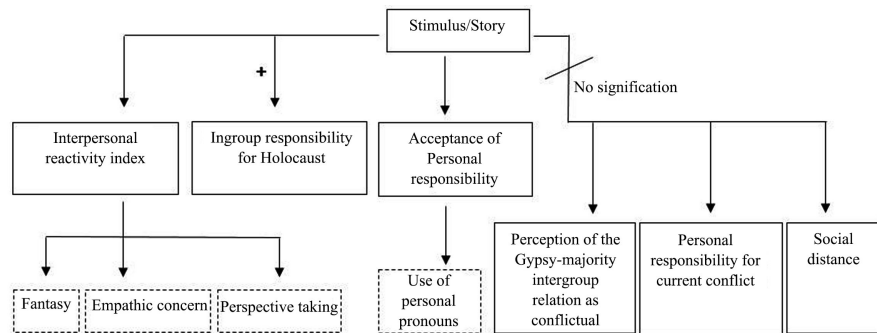 Stimulus/Story
+
No signification
Interpersonal
reactivity index
Ingroup responsibility
for Holocaust
Acceptance of
Personal
responsibility
Perception of the
Gypsy-majority
intergroup
relation as
conflictual
Personal
responsibility for
current conflict
Social
distance
Fantasy
Empathic concern
Perspective taking
Use of
personal
pronouns